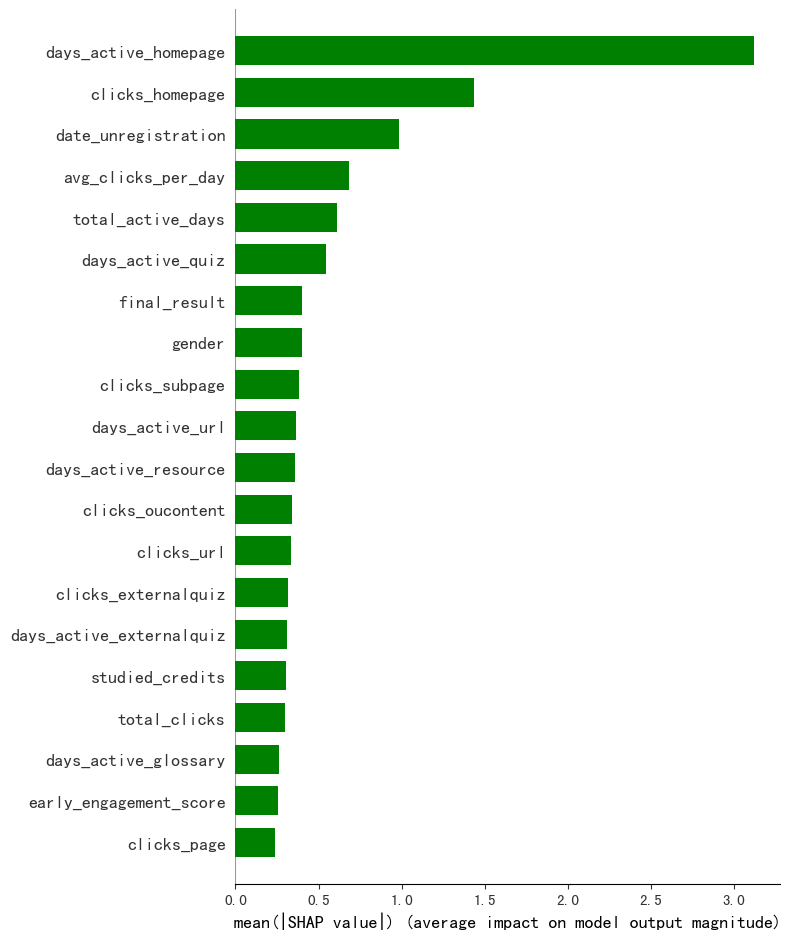 days_active_homepage
clicks_homepage
date_unregistration
avg_clicks_per_day
total_active_days
days_active_quiz
final_result
gender
clicks_subpage
days_active_url
days_active_resource
clicks_oucontent
clicks_url
clicks_externalquiz
days_active_externalquiz
studied_credits
total_clicks
days_active_glossary
early_engagement_score
clicks_page
0.0 0.5 1.0 1.5 2.0 2.5 3.0
mean(|SHAP value|) (average impact on model output magnitude)